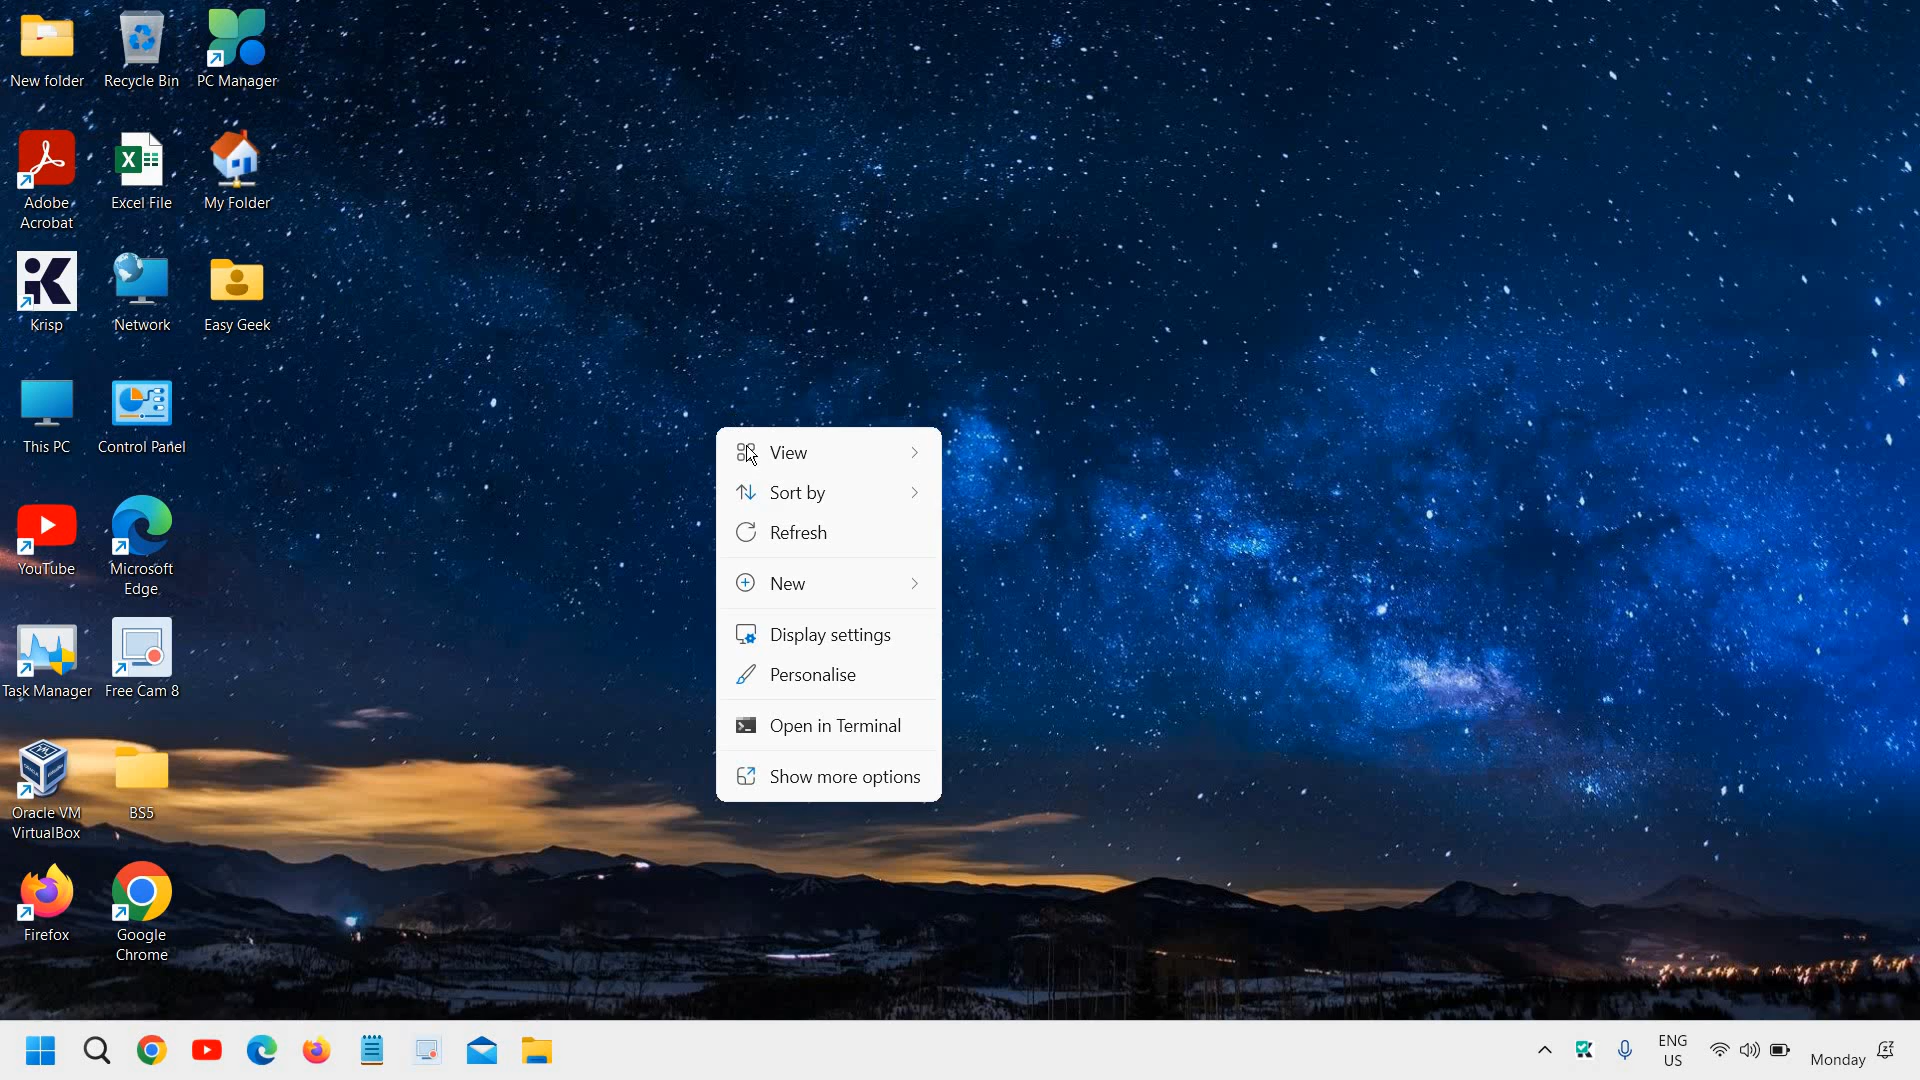 New folder
Recycle Bin
PC Manager
Adobe
Acrobat
Excel File
My Folder
Krisp
Network
Easy Geek
This PC
Control Panel
YouTube
Microsoft
Edge
Task Manager
Free Cam 8
Oracle VM
VirtualBox
BS5
Firefox
Google
Chrome
View
Sort by
Refresh
New
Display settings
Personalise
Open in Terminal
Show more options
ENG
US
Monday